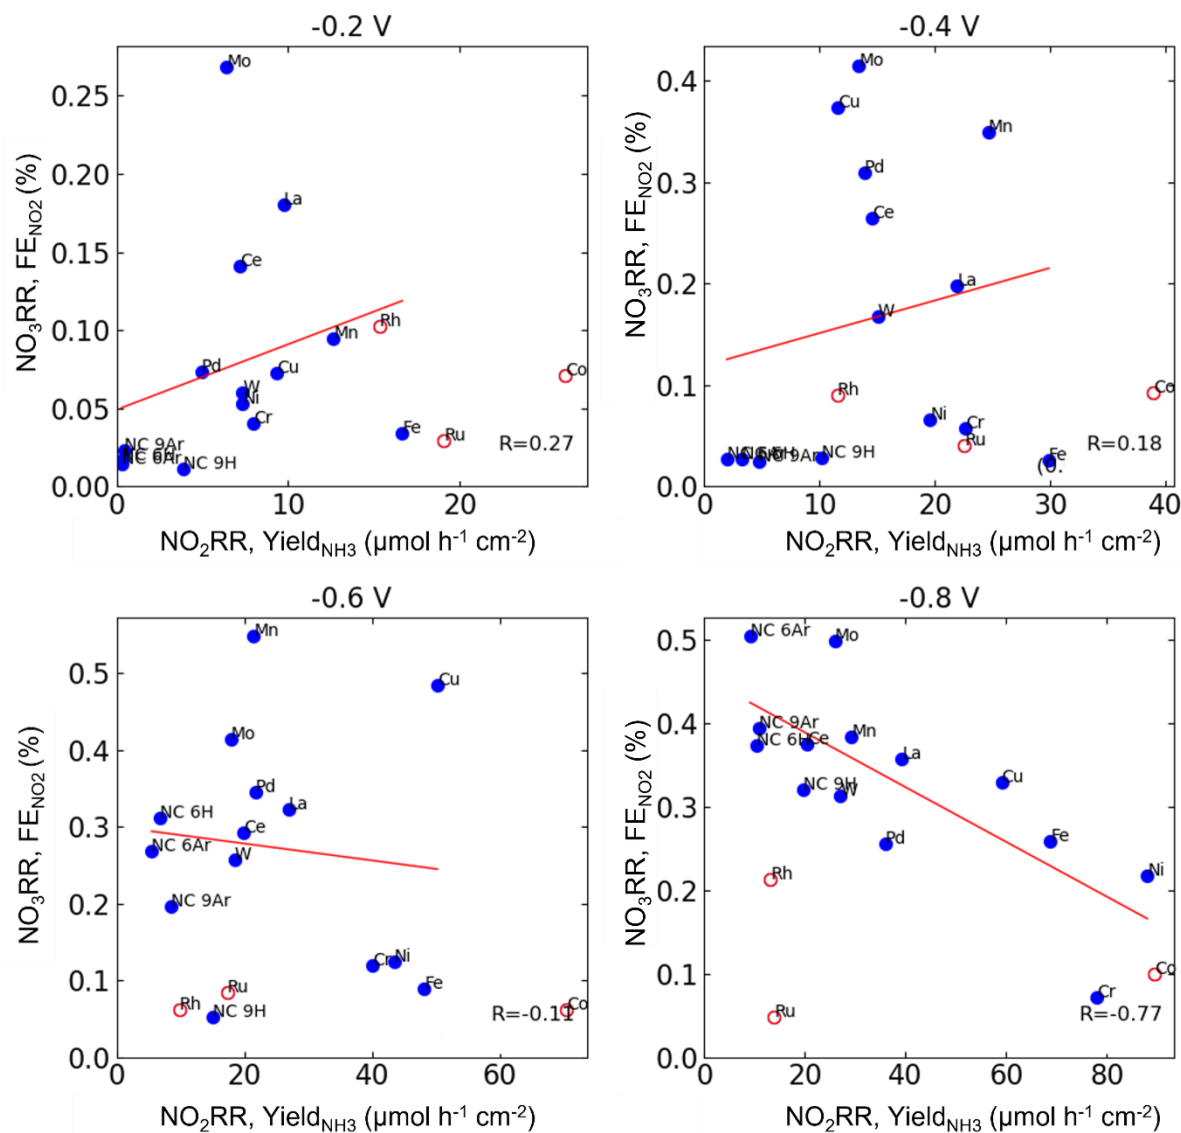 -0.2 V
NO3RR, FENO2 (%)
0.25
0.20
0.15
0.10
0.05
0.00
0
10
20
Mo
La
Ce
Rh
Mn
Pd
Cu
Co
W
Ni
Cr
Fe
Ru
NC 9Ar
NC 6H
NC 6Ar
NC 9H
R=0.27
NO2RR, YieldNH3 (µmol h-1 cm-2)
-0.4 V
NO3RR, FENO2 (%)
0.4
0.3
0.2
0.1
0.0
0
10
20
30
40
Mo
Cu
Mn
Pd
Ce
La
W
Rh
Co
Ni
Cr
Ru
NC 9Ar
NC 9H
Fe
(0.
R=0.18
NO2RR, YieldNH3 (µmol h-1 cm-2)
-0.6 V
NO3RR, FENO2 (%)
0.5
0.4
0.3
0.2
0.1
0.0
0
20
40
60
Mn
Cu
Mo
Pd
La
NC 6H
Ce
NC 6Ar
W
NC 9Ar
Cr
Ni
Fe
Ru
Rh
NC 9H
Co
R=-0.11
NO2RR, YieldNH3 (µmol h-1 cm-2)
-0.8 V
NO3RR, FENO2 (%)
0.5
0.4
0.3
0.2
0.1
0.0
0
20
40
60
80
NC 6Ar
Mo
NC 9Ar
Mn
NC 6H
Ce
La
Cu
NC 9H
W
Pd
Fe
Rh
Ni
Co
Cr
Ru
R=-0.77
NO2RR, YieldNH3 (µmol h-1 cm-2)